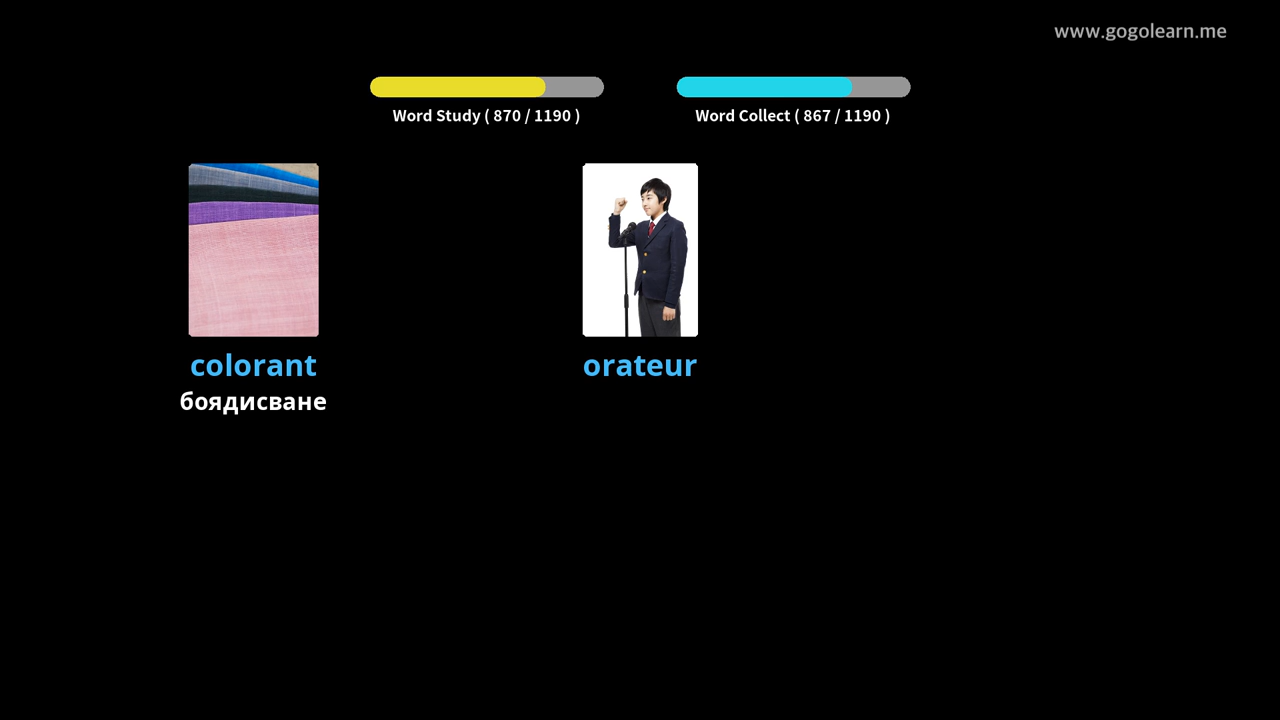 www.gogolearn.me
Word Study ( 870 / 1190 )
Word Collect ( 867 / 1190 )
colorant
orateur
боядисване